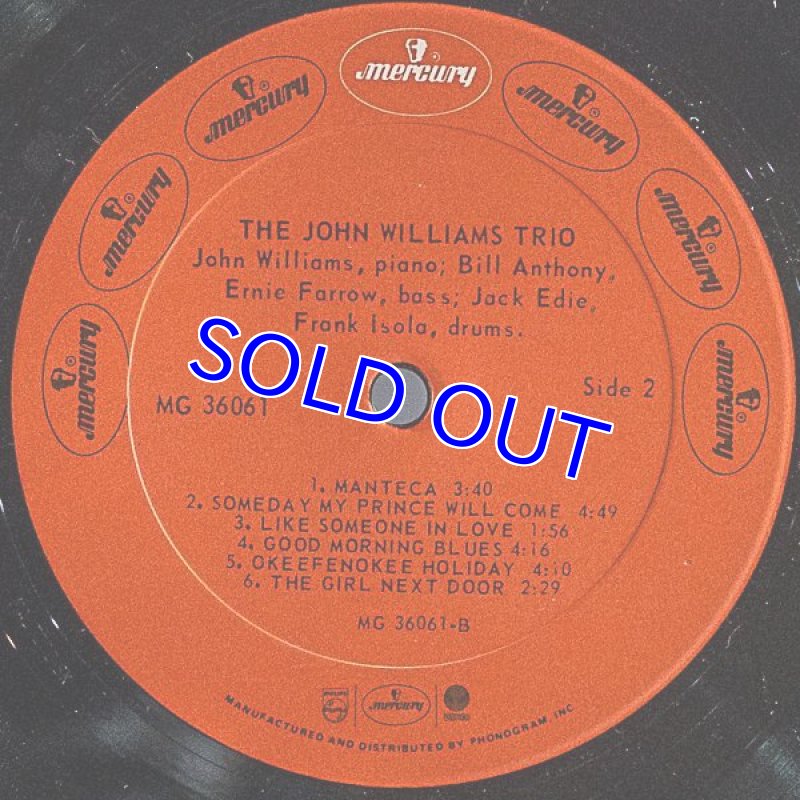 mercury
mercury
mercury
mercury
mercury
mercury
mercury
THE JOHN WILLIAMS TRIO
John Williams, piano; Bill Anthony,
Ernie Farrow, bass; Jack Edie,
Frank Isola, drums.
SOLD OUT
MG 36061
Side 2
1. MANTECA 3:40
2. SOMEDAY MY PRINCE WILL COME 4:49
3. LIKE SOMEONE IN LOVE 1:56
4. GOOD MORNING BLUES 4:16
5. OKEEFENOKEE HOLIDAY 4:10
6. THE GIRL NEXT DOOR 2:29
MG 36061-B
mercury
MANUFACTURED AND DISTRIBUTED BY PHONOGRAM, INC.